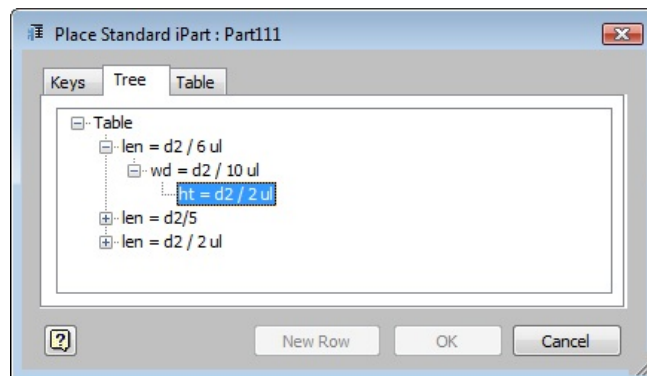 Place Standard iPart : Part111
Keys Tree Table
Table
len = d2 / 6 ul
wd = d2 / 10 ul
ht = d2 / 2 ul
len = d2/5
len = d2 / 2 ul
? New Row OK Cancel